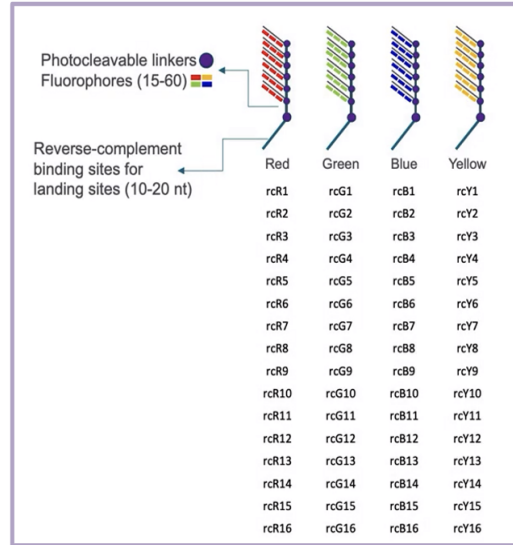 Photocleavable linkers
Fluorophores (15-60)
Reverse-complement
binding sites for
landing sites (10-20 nt)
Red Green Blue Yellow
rcR1 rcG1 rcB1 rcY1
rcR2 rcG2 rcB2 rcY2
rcR3 rcG3 rcB3 rcY3
rcR4 rcG4 rcB4 rcY4
rcR5 rcG5 rcB5 rcY5
rcR6 rcG6 rcB6 rcY6
rcR7 rcG7 rcB7 rcY7
rcR8 rcG8 rcB8 rcY8
rcR9 rcG9 rcB9 rcY9
rcR10 rcG10 rcB10 rcY10
rcR11 rcG11 rcB11 rcY11
rcR12 rcG12 rcB12 rcY12
rcR13 rcG13 rcB13 rcY13
rcR14 rcG14 rcB14 rcY14
rcR15 rcG15 rcB15 rcY15
rcR16 rcG16 rcB16 rcY16